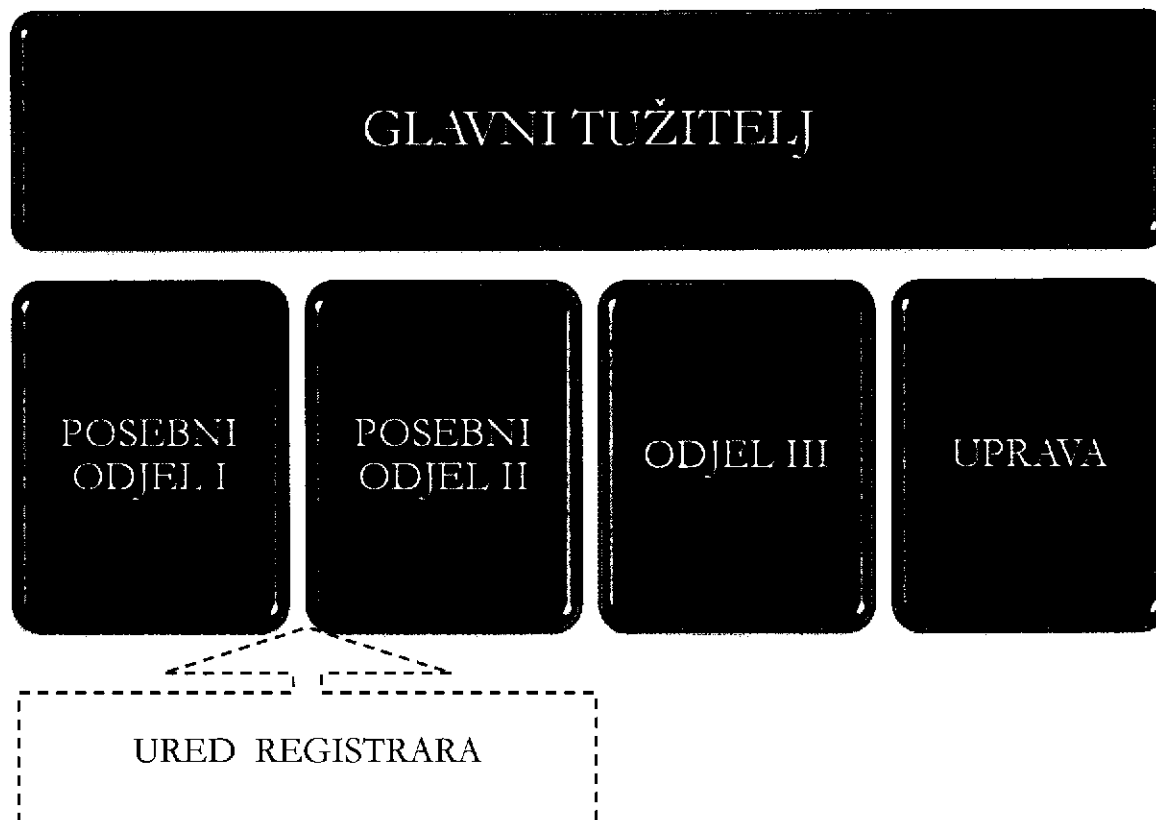 GLAVNI TUŽITELJ
POSEBNI
ODJEL I
POSEBNI
ODJEL II
ODJEL III
UPRAVA
URED REGISTRARA